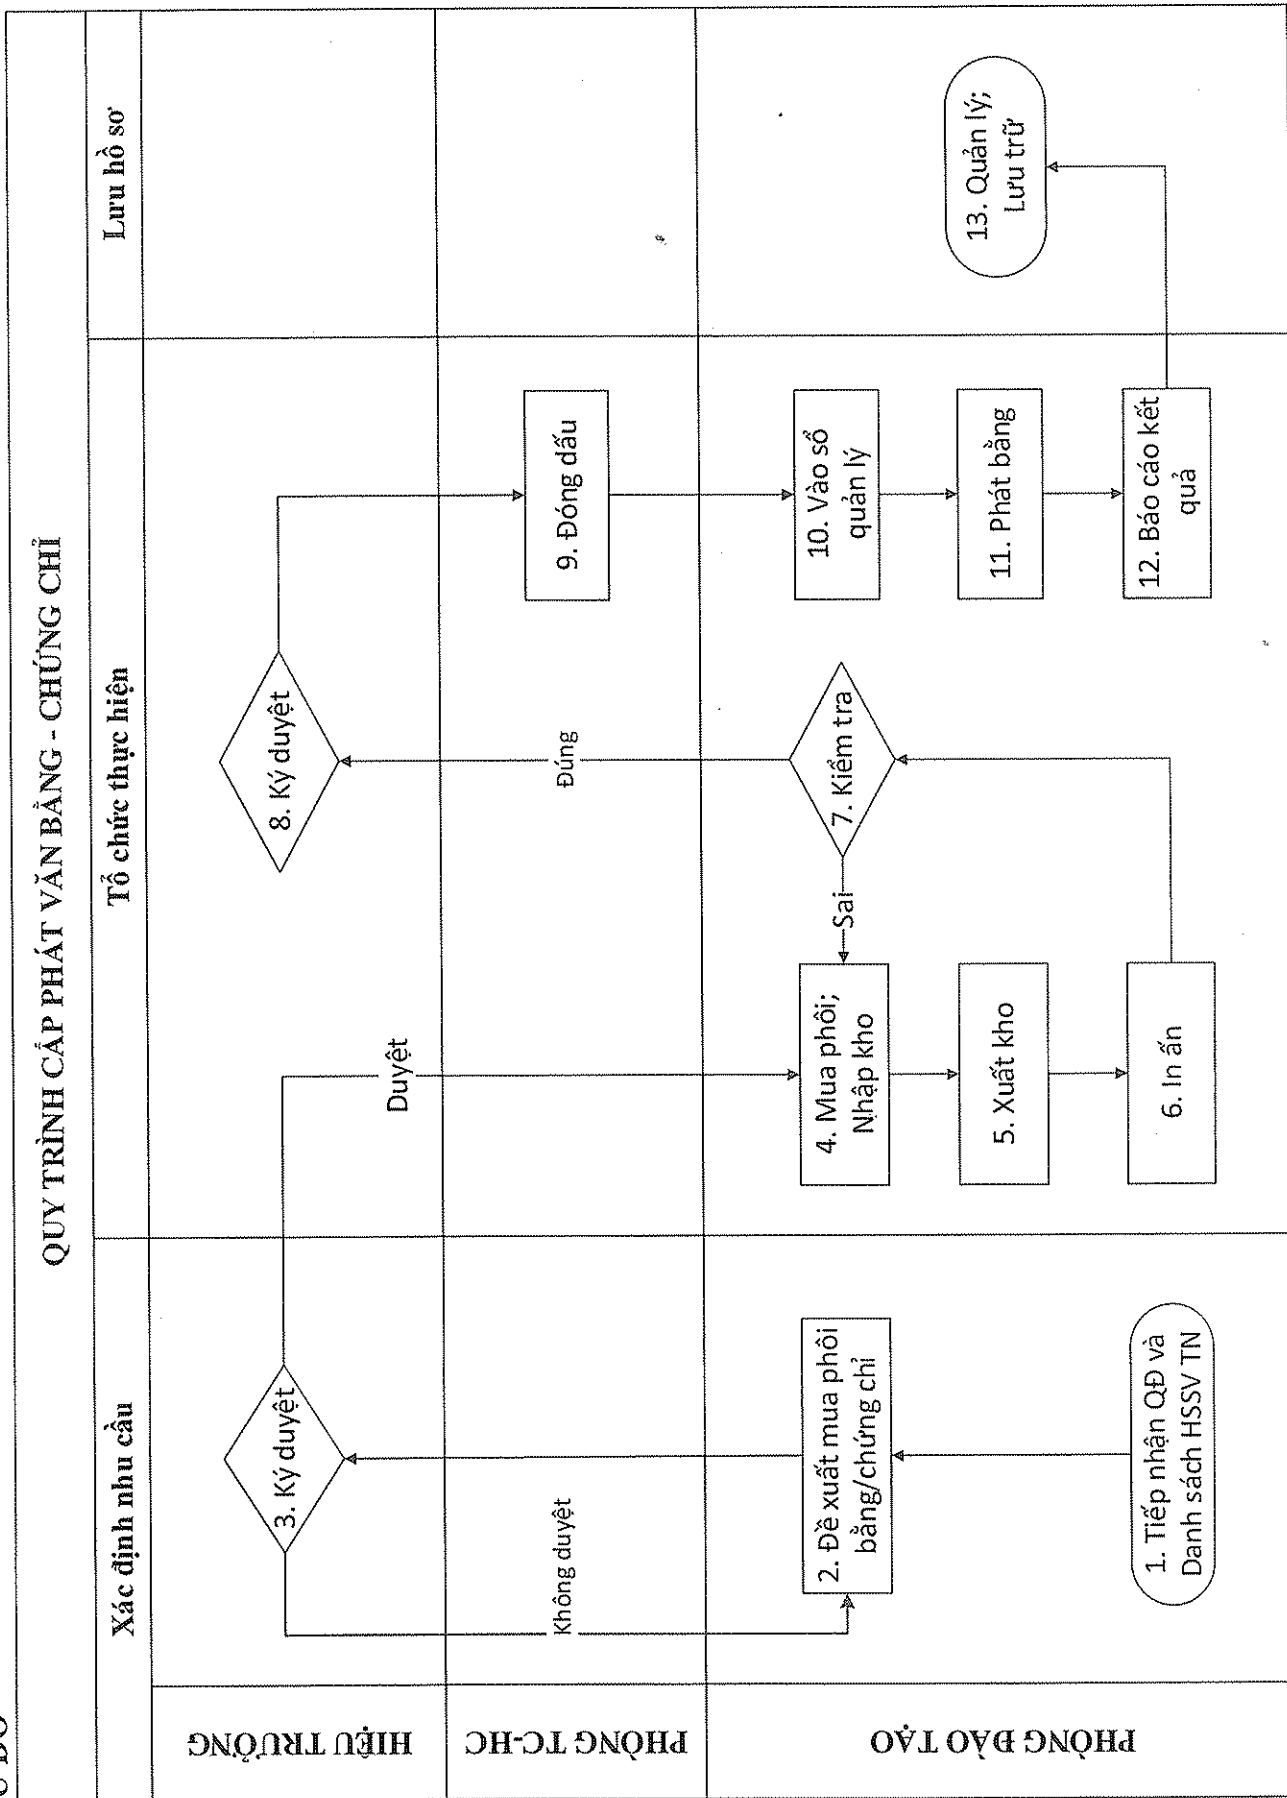 QUY TRÌNH CẤP PHÁT VĂN BẰNG - CHỨNG CHỈ
Xác định nhu cầu
Tổ chức thực hiện
Lưu hồ sơ
HIỆU TRƯỞNG
3. Ký duyệt
8. Ký duyệt
Duyệt
PHÒNG TC-HC
Không duyệt
Đúng
9. Đóng dấu
PHÒNG ĐÀO TẠO
2. Đề xuất mua phôi
bằng/chứng chỉ
1. Tiếp nhận QĐ và
Danh sách HSSV TN
4. Mua phôi;
Nhập kho
Sai
7. Kiểm tra
5. Xuất kho
6. In ấn
10. Vào sổ
quản lý
11. Phát bằng
12. Báo cáo kết
quả
13. Quản lý;
Lưu trữ